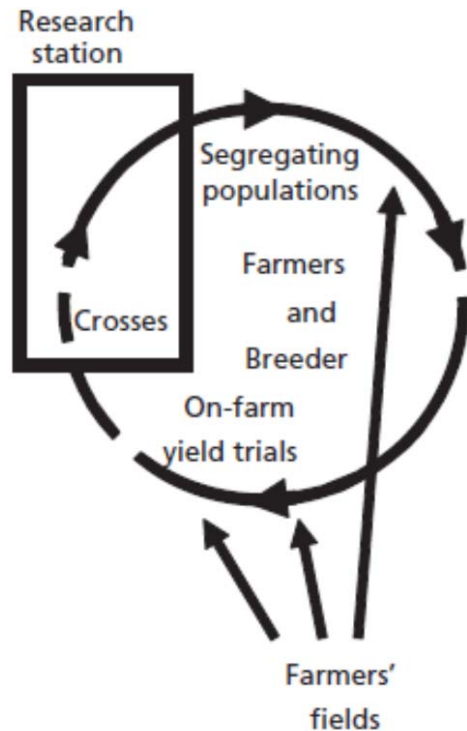 Research
station
Segregating
populations
Farmers
and
Breeder
Crosses
On-farm
yield trials
Farmers’
fields